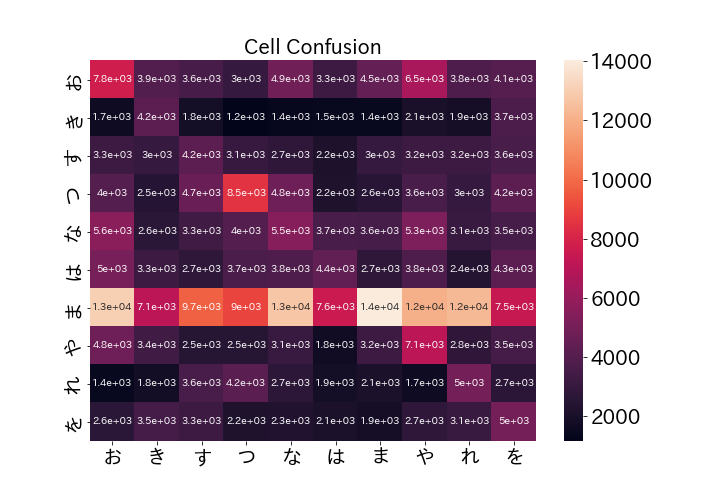 Cell Confusion
お 7.8e+03 3.9e+03 3.6e+03 3e+03 4.9e+03 3.3e+03 4.5e+03 6.5e+03 3.8e+03 4.1e+03
き 1.7e+03 4.2e+03 1.8e+03 1.2e+03 1.4e+03 1.5e+03 1.4e+03 2.1e+03 1.9e+03 3.7e+03
す 3.3e+03 3e+03 4.2e+03 3.1e+03 2.7e+03 2.2e+03 3e+03 3.2e+03 3.2e+03 3.6e+03
つ 4e+03 2.5e+03 4.7e+03 8.5e+03 4.8e+03 2.2e+03 2.6e+03 3.6e+03 3e+03 4.2e+03
な 5.6e+03 2.6e+03 3.3e+03 4e+03 5.5e+03 3.7e+03 3.6e+03 5.3e+03 3.1e+03 3.5e+03
は 5e+03 3.3e+03 2.7e+03 3.7e+03 3.8e+03 4.4e+03 2.7e+03 3.8e+03 2.4e+03 4.3e+03
ま 1.3e+04 7.1e+03 9.7e+03 9e+03 1.3e+04 7.6e+03 1.4e+04 1.2e+04 1.2e+04 7.5e+03
や 4.8e+03 3.4e+03 2.5e+03 2.5e+03 3.1e+03 1.8e+03 3.2e+03 7.1e+03 2.8e+03 3.5e+03
れ 1.4e+03 1.8e+03 3.6e+03 4.2e+03 2.7e+03 1.9e+03 2.1e+03 1.7e+03 5e+03 2.7e+03
を 2.6e+03 3.5e+03 3.3e+03 2.2e+03 2.3e+03 2.1e+03 1.9e+03 2.7e+03 3.1e+03 5e+03
お き す つ な は ま や れ を
14000
12000
10000
8000
6000
4000
2000